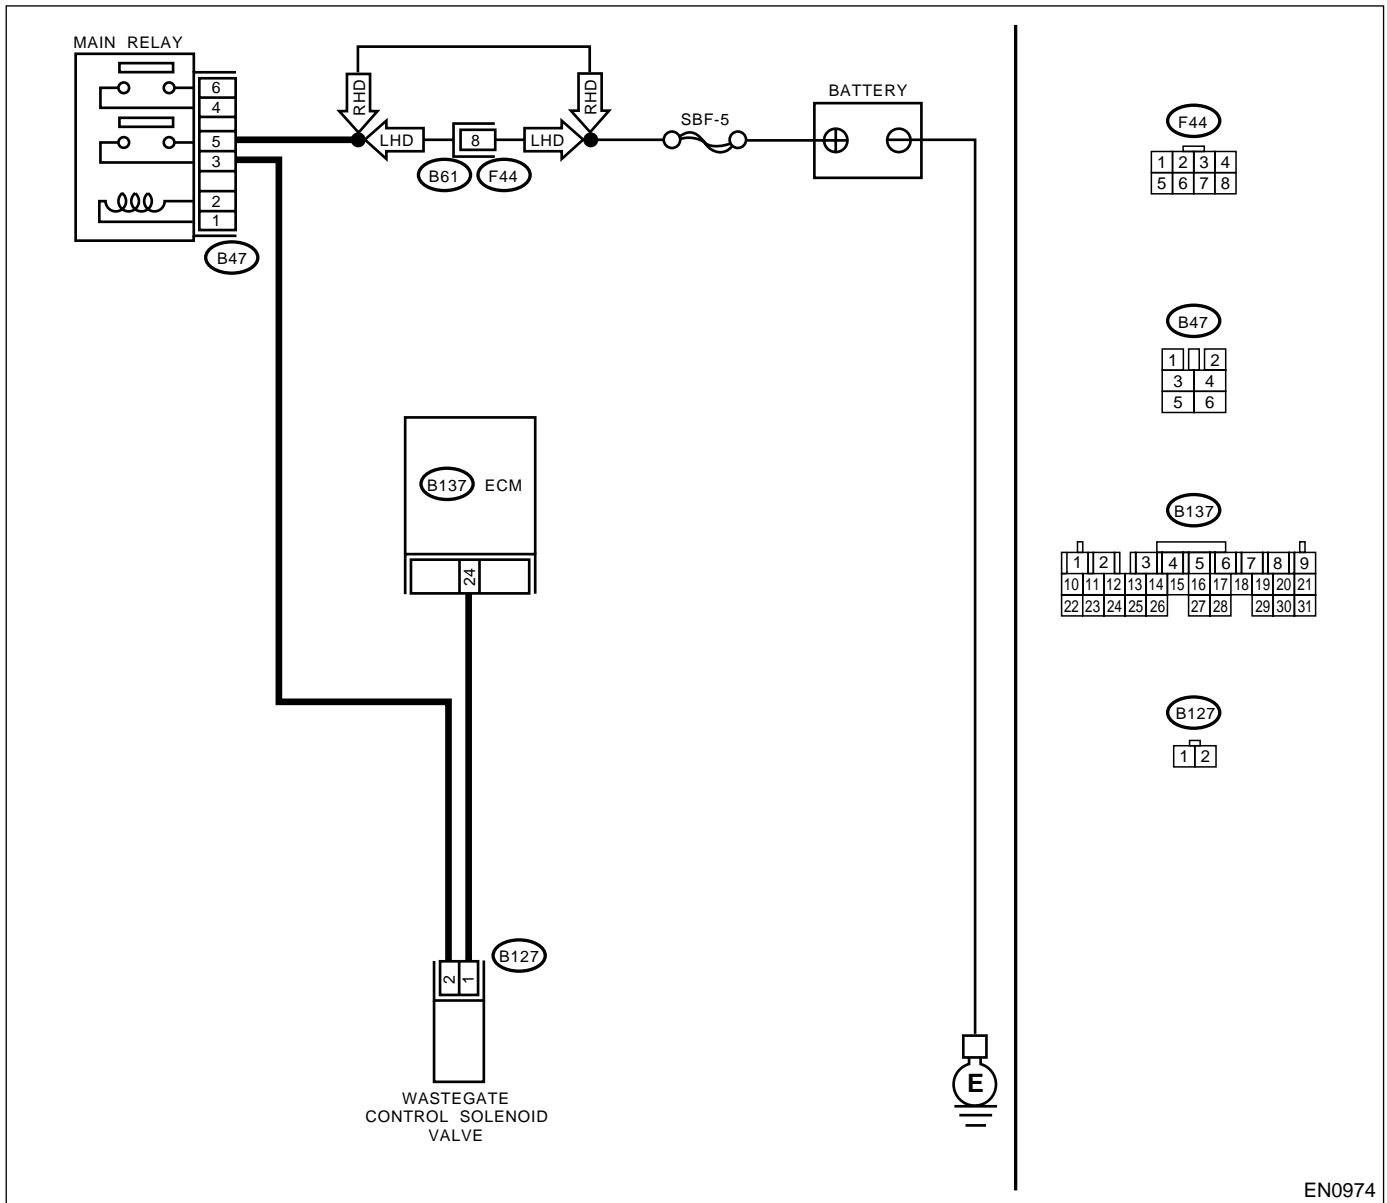 MAIN RELAY
6
4
5
3
2
1
B47
RHD
RHD
LHD
8
LHD
B61
F44
SBF-5
BATTERY
B137 ECM
24
B127
2 1
WASTEGATE
CONTROL SOLENOID
VALVE
E
F44
1 2 3 4
5 6 7 8
B47
1 2
3 4
5 6
B137
1 2 3 4 5 6 7 8 9
10 11 12 13 14 15 16 17 18 19 20 21
22 23 24 25 26 27 28 29 30 31
B127
1 2
EN0974